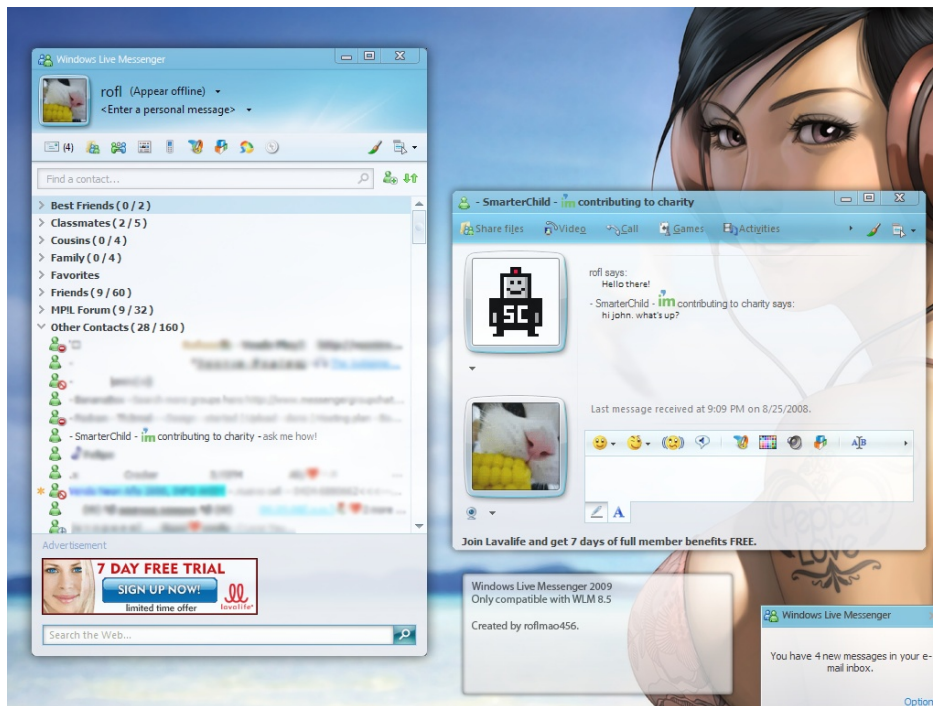 Windows Live Messenger
rofl (Appear offline)
<Enter a personal message>
(4)
Find a contact...
Best Friends ( 0 / 2 )
Classmates ( 2 / 5 )
Cousins ( 0 / 4 )
Family ( 0 / 4 )
Favorites
Friends ( 9 / 60 )
MP!L Forum ( 9 / 32 )
Other Contacts ( 28 / 160 )
- SmarterChild - im contributing to charity - ask me how!
Advertisement
7 DAY FREE TRIAL
SIGN UP NOW!
limited time offer
lavalife
Search the Web...
- SmarterChild - im contributing to charity
Share files Video Call Games Activities
SC
rofl says:
Hello there!
- SmarterChild - im contributing to charity says:
hi john. what's up?
Last message received at 9:09 PM on 8/25/2008.
A B
A
Join Lavalife and get 7 days of full member benefits FREE.
Pepper
Love
Windows Live Messenger 2009
Only compatible with WLM 8.5
Created by roflmao456.
Windows Live Messenger
You have 4 new messages in your e-
mail inbox.
Option